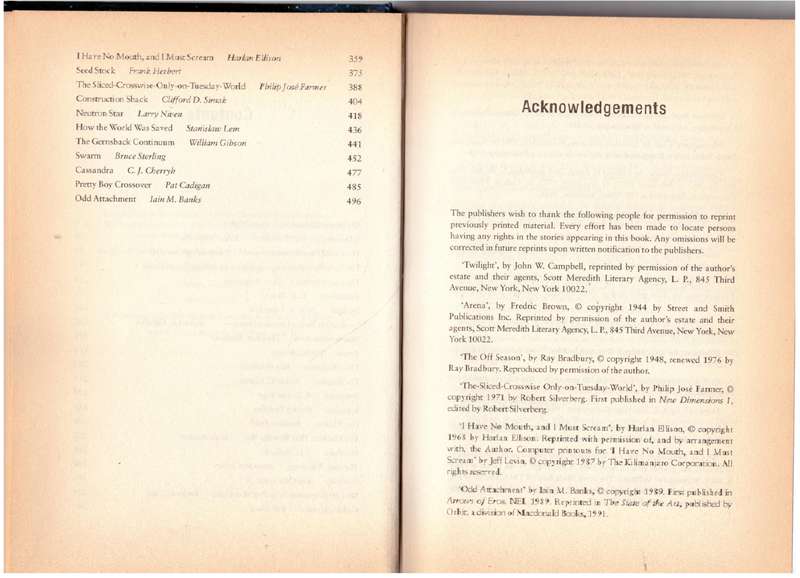 I Have No Mouth, and I Must Scream Harlan Ellison 359
Seed Stock Frank Herbert 373
The Sliced-Crosswise-Only-on-Tuesday-World Philip José Farmer 388
Construction Shack Clifford D. Simak 404
Neutron Star Larry Niven 418
How the World Was Saved Stanislaw Lem 436
The Gernsback Continuum William Gibson 441
Swarm Bruce Sterling 452
Cassandra C. J. Cherryh 477
Pretty Boy Crossover Pat Cadigan 485
Odd Attachment Iain M. Banks 496
Acknowledgements
The publishers wish to thank the following people for permission to reprint
previously printed material. Every effort has been made to locate persons
having any rights in the stories appearing in this book. Any omissions will be
corrected in future reprints upon written notification to the publishers.
'Twilight', by John W. Campbell, reprinted by permission of the author's
estate and their agents, Scott Meredith Literary Agency, L. P., 845 Third
Avenue, New York, New York 10022.
'Arena', by Fredric Brown, © copyright 1944 by Street and Smith
Publications Inc. Reprinted by permission of the author's estate and their
agents, Scott Meredith Literary Agency, L. P., 845 Third Avenue, New York, New
York 10022.
'The Off Season', by Ray Bradbury, © copyright 1948, renewed 1976 by
Ray Bradbury. Reproduced by permission of the author.
'The-Sliced-Crosswise Only-on-Tuesday-World', by Philip José Farmer, ©
copyright 1971 by Robert Silverberg. First published in New Dimensions 1,
edited by Robert Silverberg.
'I Have No Mouth, and I Must Scream', by Harlan Ellison, © copyright
1968 by Harlan Ellison. Reprinted with permission of, and by arrangement
with, the Author. Computer printouts for 'I Have No Mouth, and I Must
Scream' by Jeff Levin, © copyright 1987 by The Kilimanjaro Corporation. All
rights reserved.
'Odd Attachment' by Iain M. Banks, © copyright 1989. First published in
Arrows of Eros, NEL 1989. Reprinted in The State of the Art, published by
Orbit, a division of Macdonald Books, 1991.